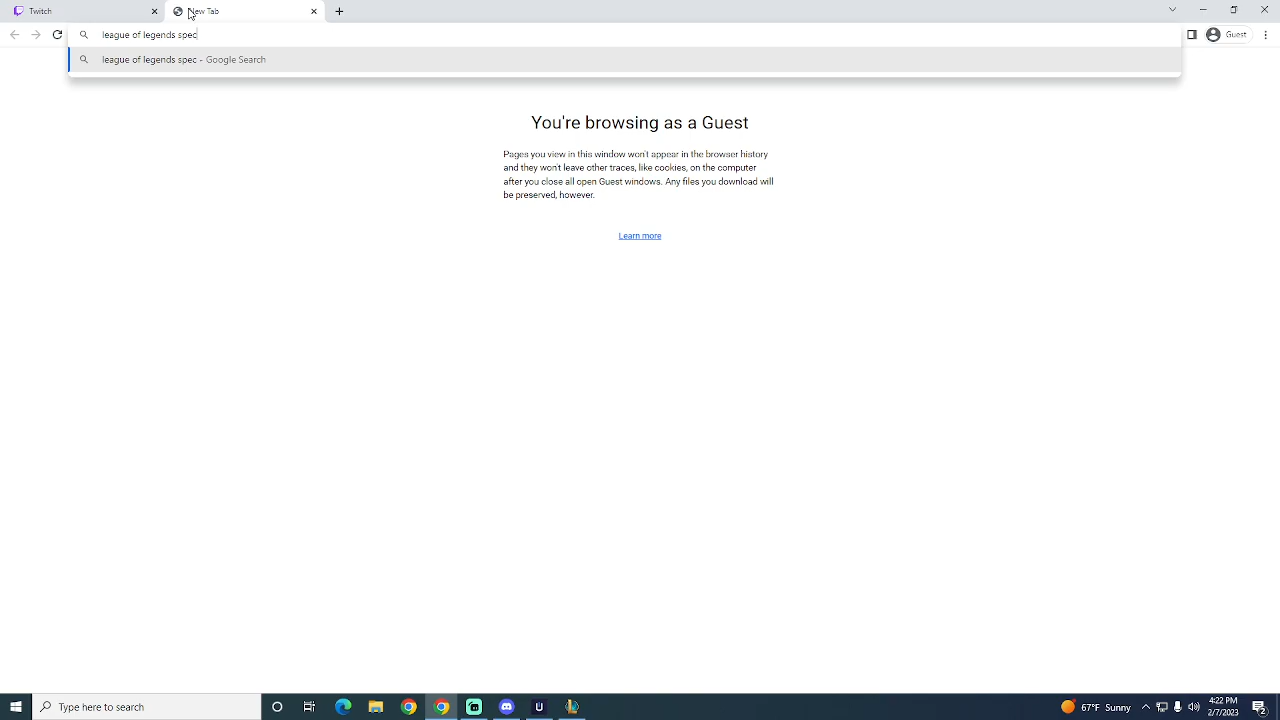 Twitch
New Tab
league of legends spec
Guest
league of legends spec - Google Search
You're browsing as a Guest
Pages you view in this window won't appear in the browser history
and they won't leave other traces, like cookies, on the computer
after you close all open Guest windows. Any files you download will
be preserved, however.
Learn more
Type here to search
67°F Sunny
4:22 PM
2/7/2023